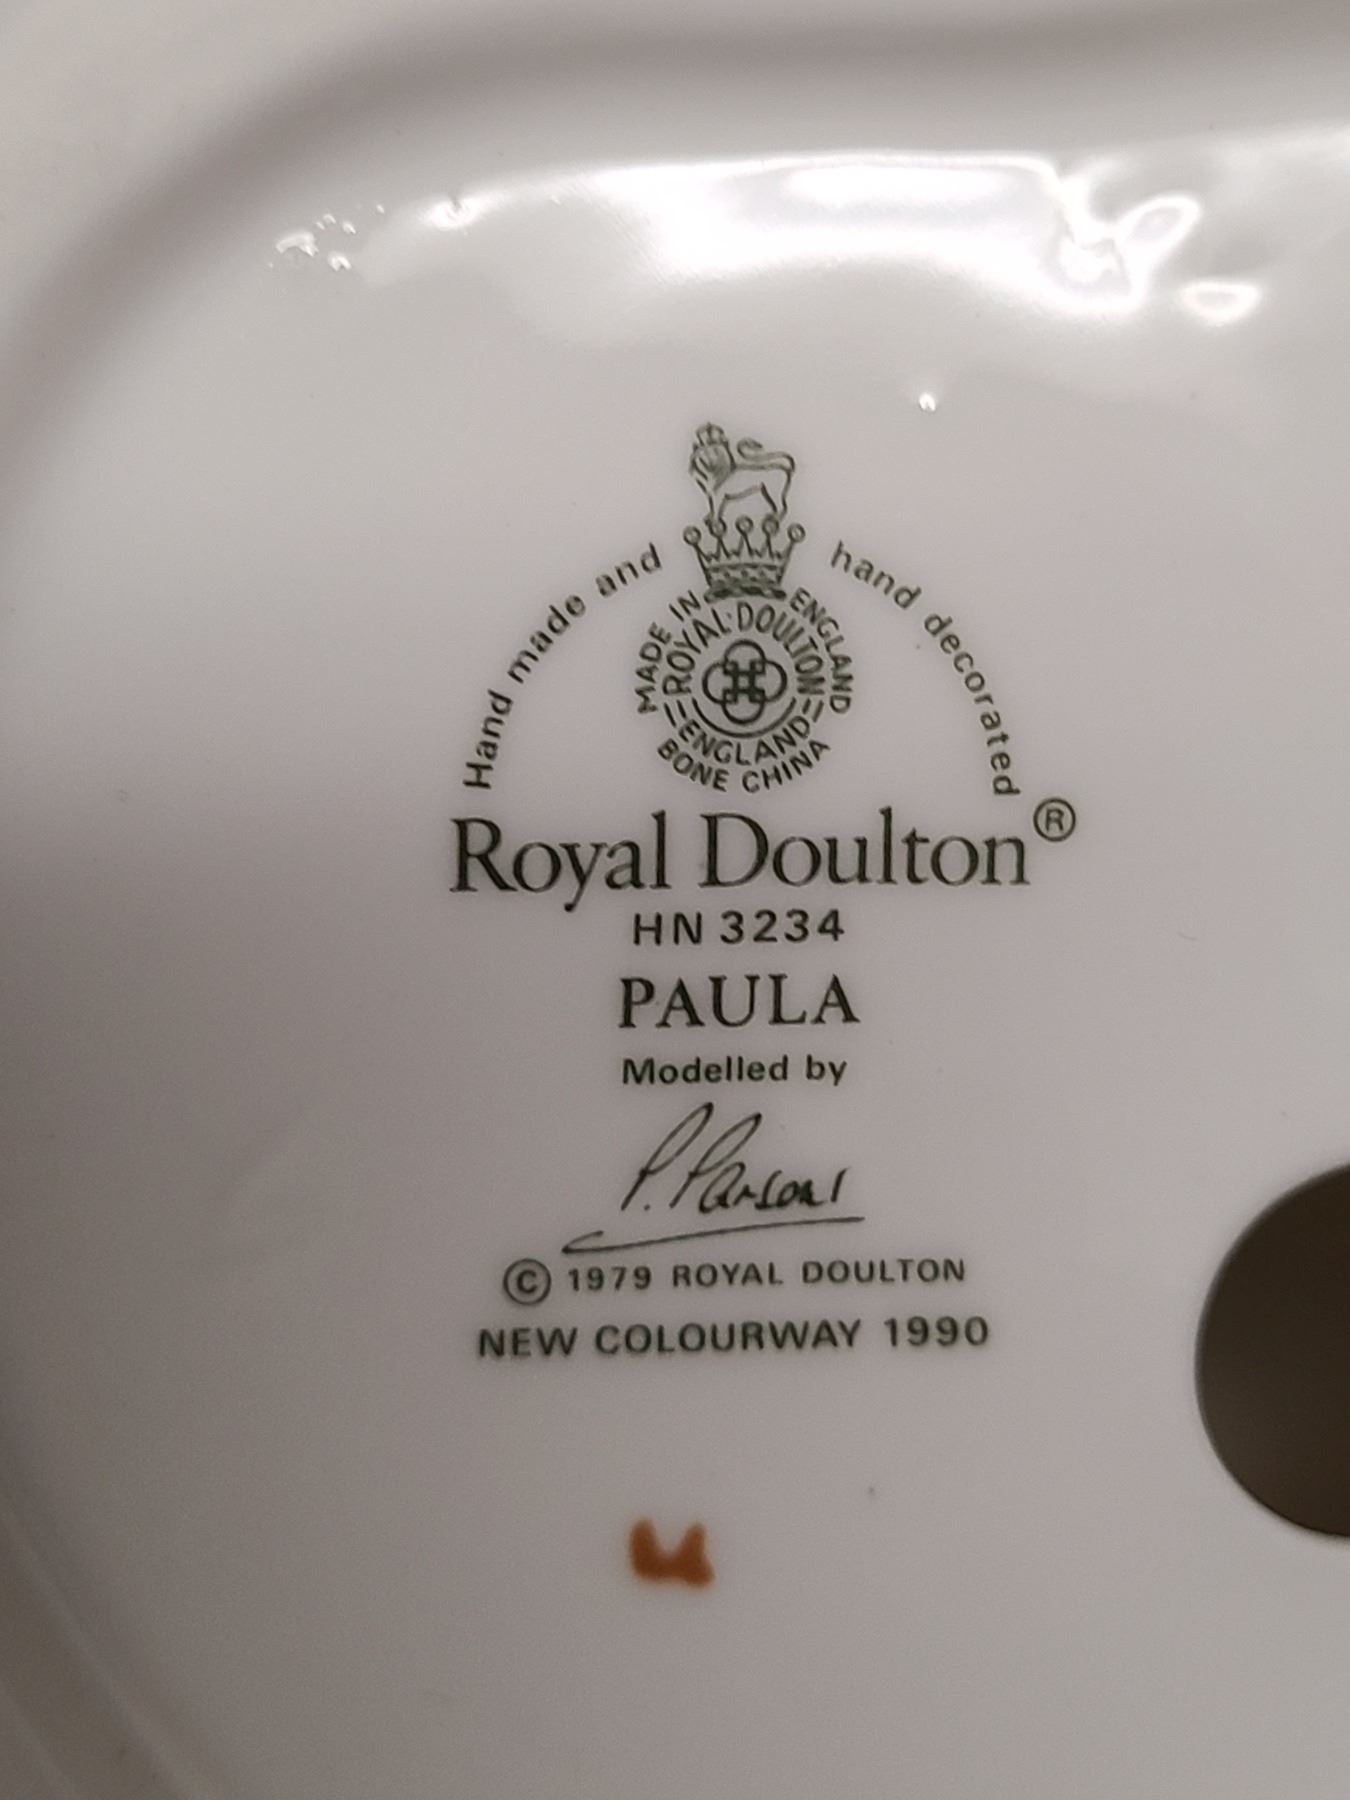 Hand made and hand decorated
MADE IN ENGLAND
ROYAL·DOULTON
ENGLAND
BONE CHINA
Royal Doulton®
HN 3234
PAULA
Modelled by
P. Parsons
© 1979 ROYAL DOULTON
NEW COLOURWAY 1990